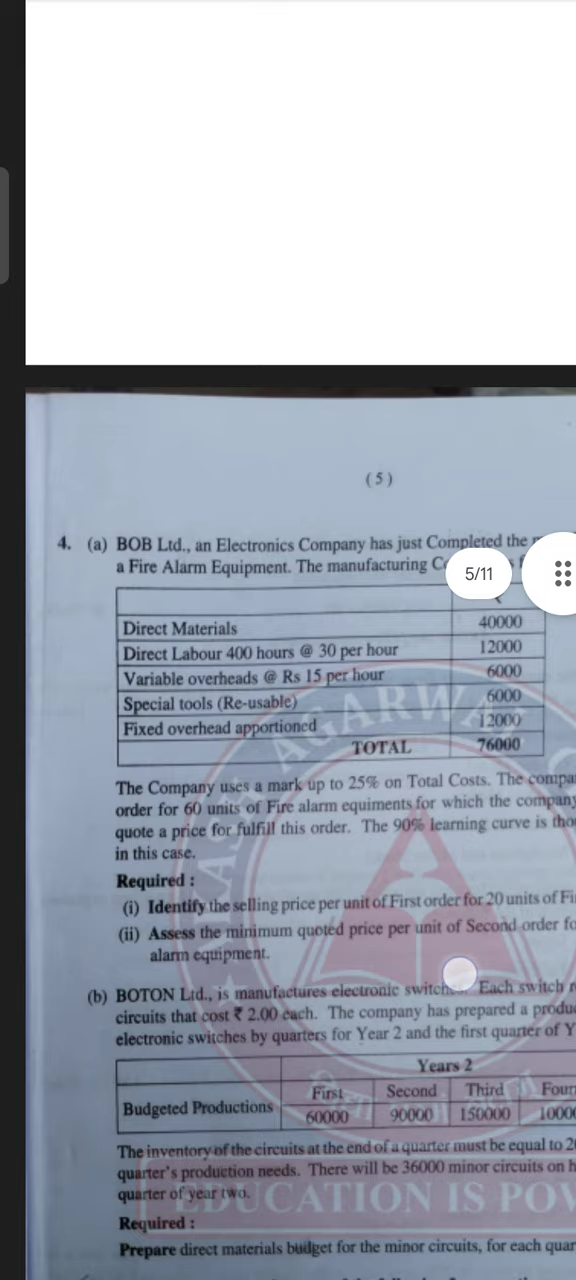 (5)
4. (a) BOB Ltd., an Electronics Company has just Completed the
a Fire Alarm Equipment. The manufacturing
5/11
Direct Materials 40000
Direct Labour 400 hours @ 30 per hour 12000
Variable overheads @ Rs 15 per hour 6000
Special tools (Re-usable) 6000
Fixed overhead apportioned 12000
TOTAL 76000
The Company uses a mark up to 25% on Total Costs. The
order for 60 units of Fire alarm equiments for which the company
quote a price for fulfill this order. The 90% learning curve is
in this case.
Required :
(i) Identify the selling price per unit of First order for 20 units of
(ii) Assess the minimum quoted price per unit of Second order
alarm equipment.
(b) BOTON Ltd., is manufactures electronic Each switch
circuits that cost ₹ 2.00 each. The company has prepared a
electronic switches by quarters for Year 2 and the first quarter of
Years 2
First Second Third
Budgeted Productions 60000 90000 150000
The inventory of the circuits at the end of a quarter must be equal to
quarter's production needs. There will be 36000 minor circuits on
quarter of year two.
EDUCATION IS
Required :
Prepare direct materials budget for the minor circuits, for each
AGARWAL